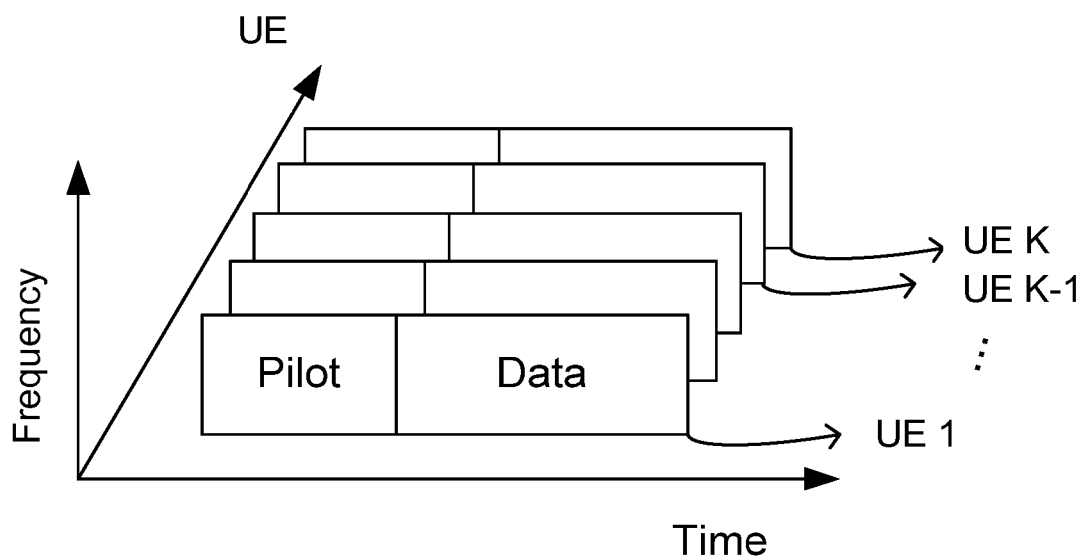 UE
UE K
UE K-1
⋮
Frequency
Pilot
Data
UE 1
Time